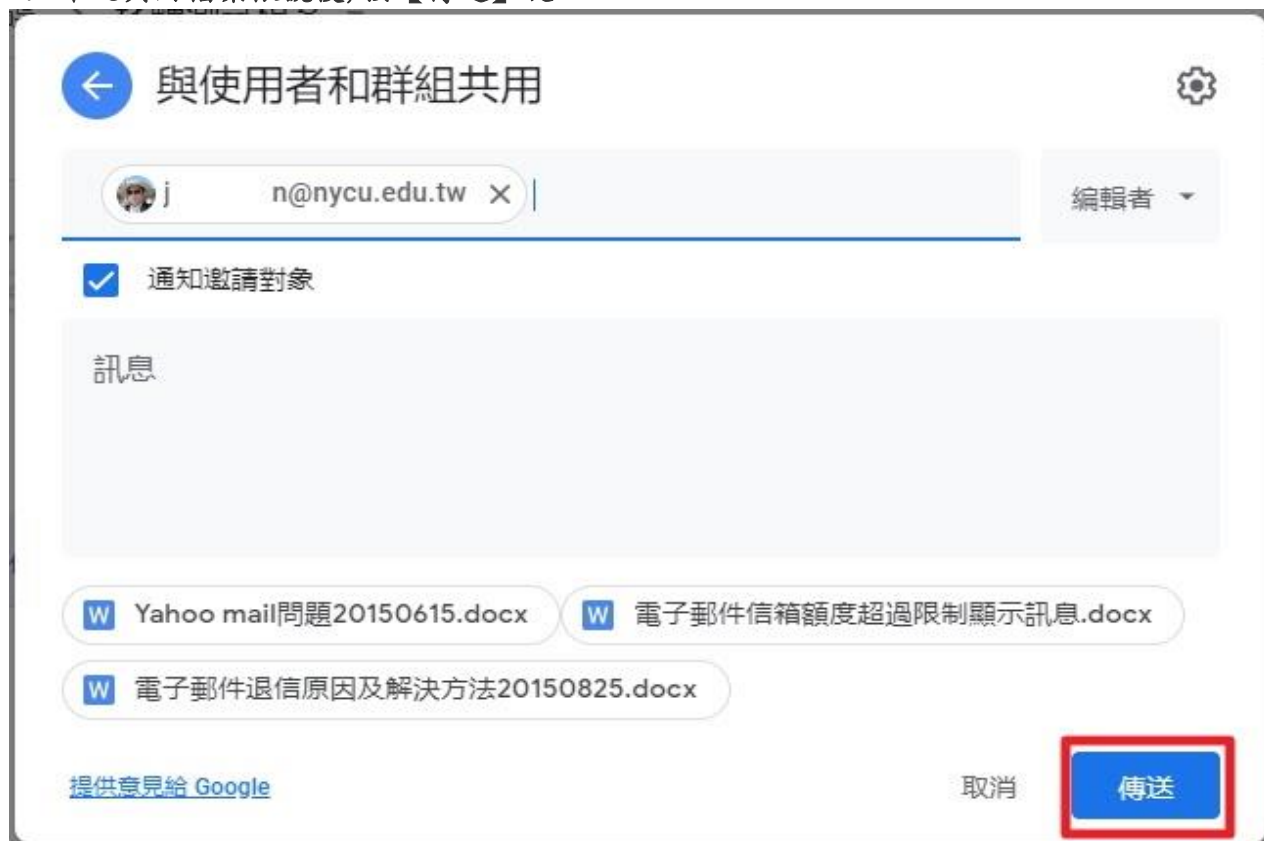 與使用者和群組共用
j n@nycu.edu.tw
編輯者
通知邀請對象
訊息
Yahoo mail問題20150615.docx 電子郵件信箱額度超過限制顯示訊息.docx
電子郵件退信原因及解決方法20150825.docx
提供意見給 Google 取消 傳送